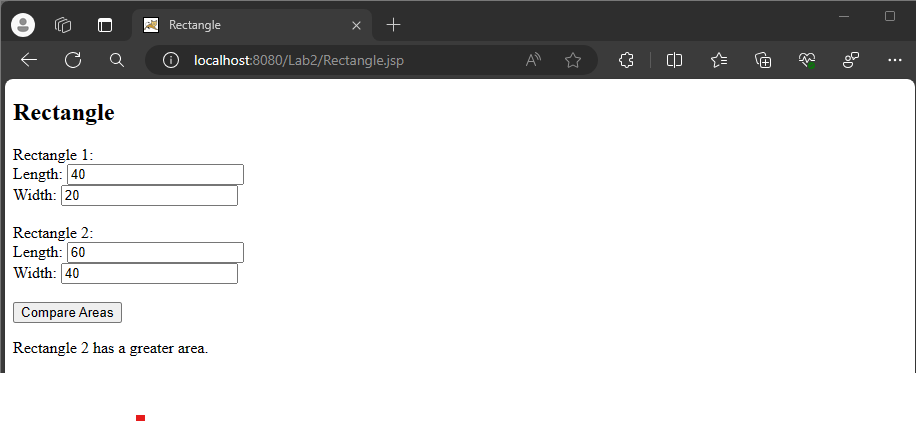 Rectangle
localhost:8080/Lab2/Rectangle.jsp
Rectangle
Rectangle 1:
Length: 40
Width: 20
Rectangle 2:
Length: 60
Width: 40
Compare Areas
Rectangle 2 has a greater area.